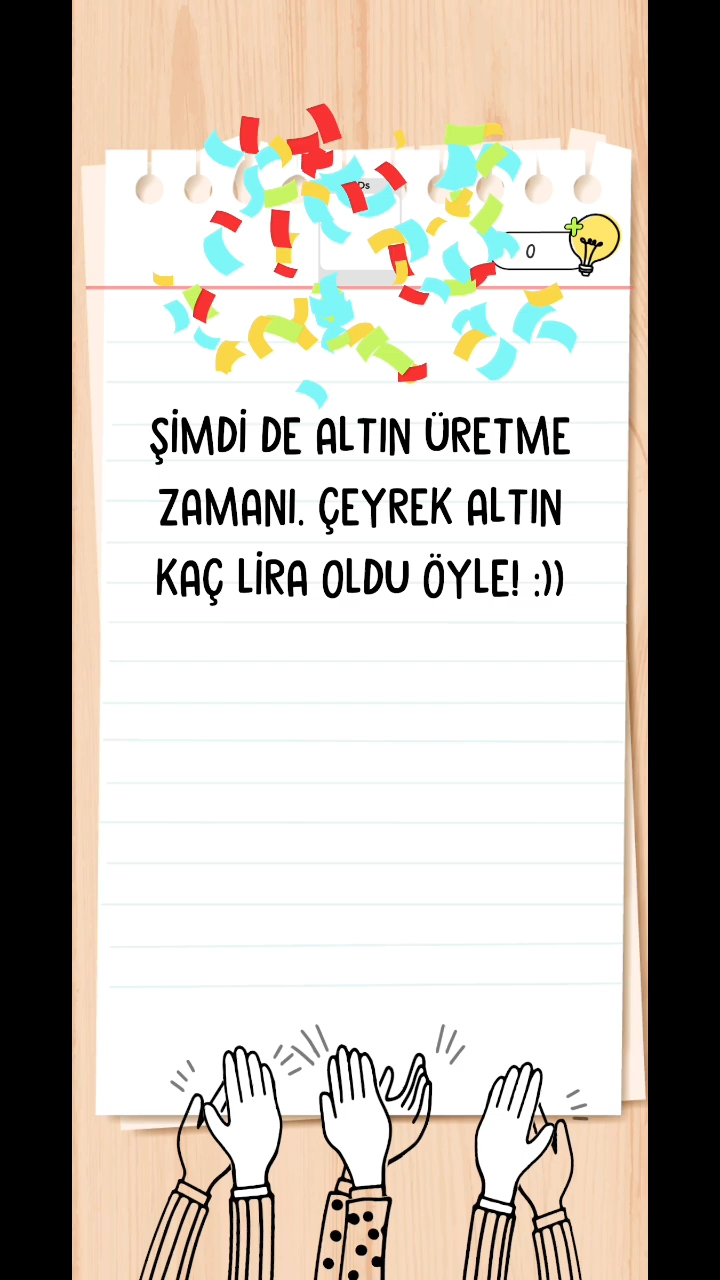 0
ŞİMDİ DE ALTIN ÜRETME
ZAMANI. ÇEYREK ALTIN
KAÇ LİRA OLDU ÖYLE! :))